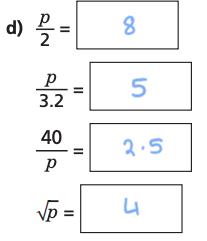 d) p/2 = 8
p/3.2 = 5
40/p = 2·5
√p = 4